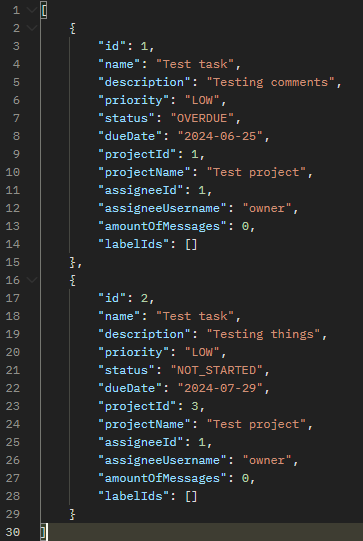 1 [
2 {
3 "id": 1,
4 "name": "Test task",
5 "description": "Testing comments",
6 "priority": "LOW",
7 "status": "OVERDUE",
8 "dueDate": "2024-06-25",
9 "projectId": 1,
10 "projectName": "Test project",
11 "assigneeId": 1,
12 "assigneeUsername": "owner",
13 "amountOfMessages": 0,
14 "labelIds": []
15 },
16 {
17 "id": 2,
18 "name": "Test task",
19 "description": "Testing things",
20 "priority": "LOW",
21 "status": "NOT_STARTED",
22 "dueDate": "2024-07-29",
23 "projectId": 3,
24 "projectName": "Test project",
25 "assigneeId": 1,
26 "assigneeUsername": "owner",
27 "amountOfMessages": 0,
28 "labelIds": []
29 }
30 ]